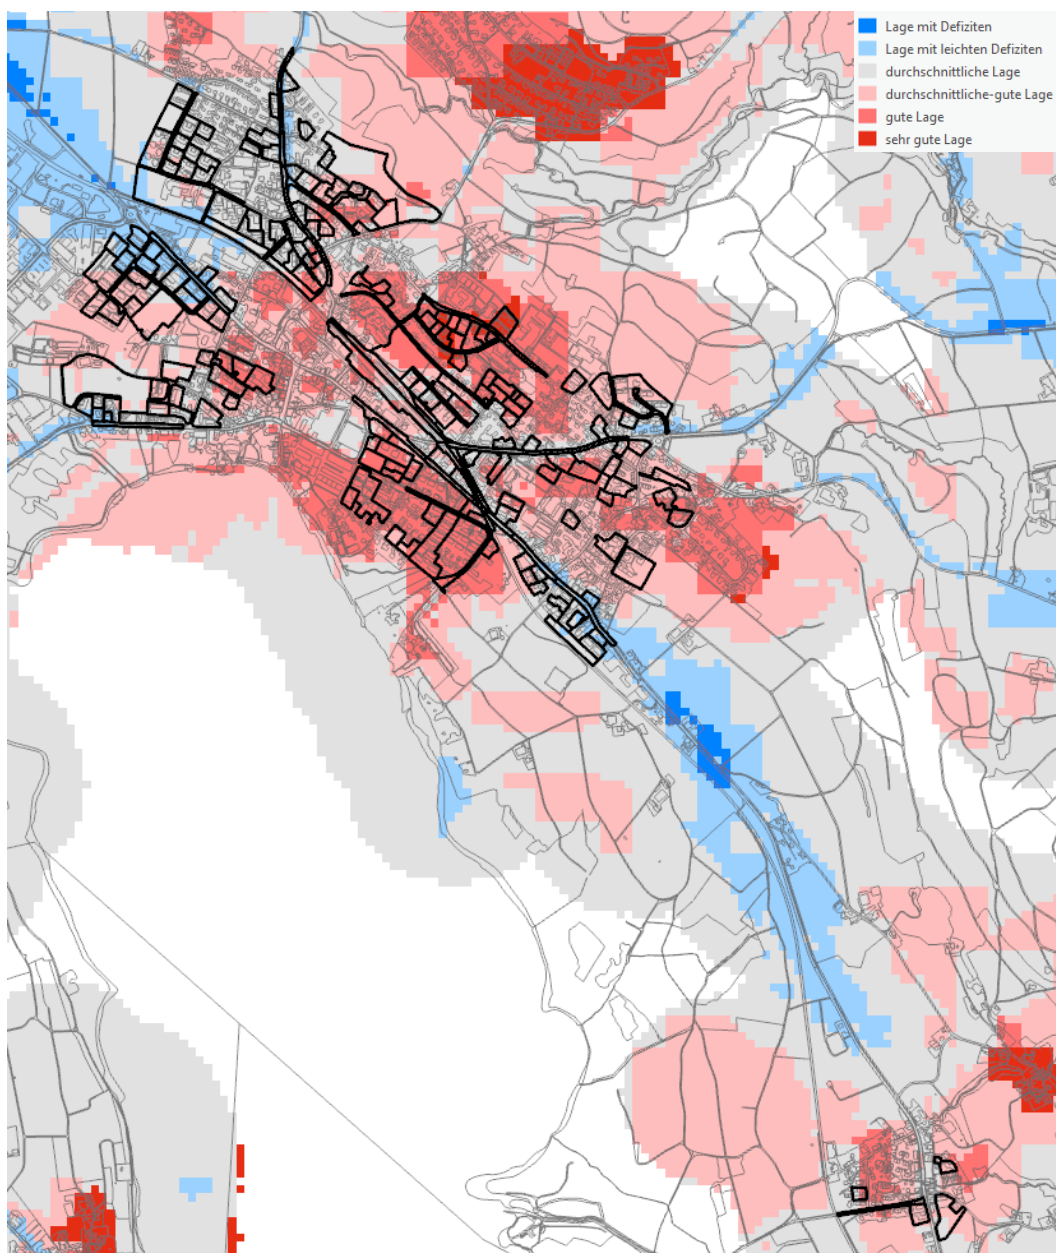 Lage mit Defiziten
Lage mit leichten Defiziten
durchschnittliche Lage
durchschnittliche-gute Lage
gute Lage
sehr gute Lage